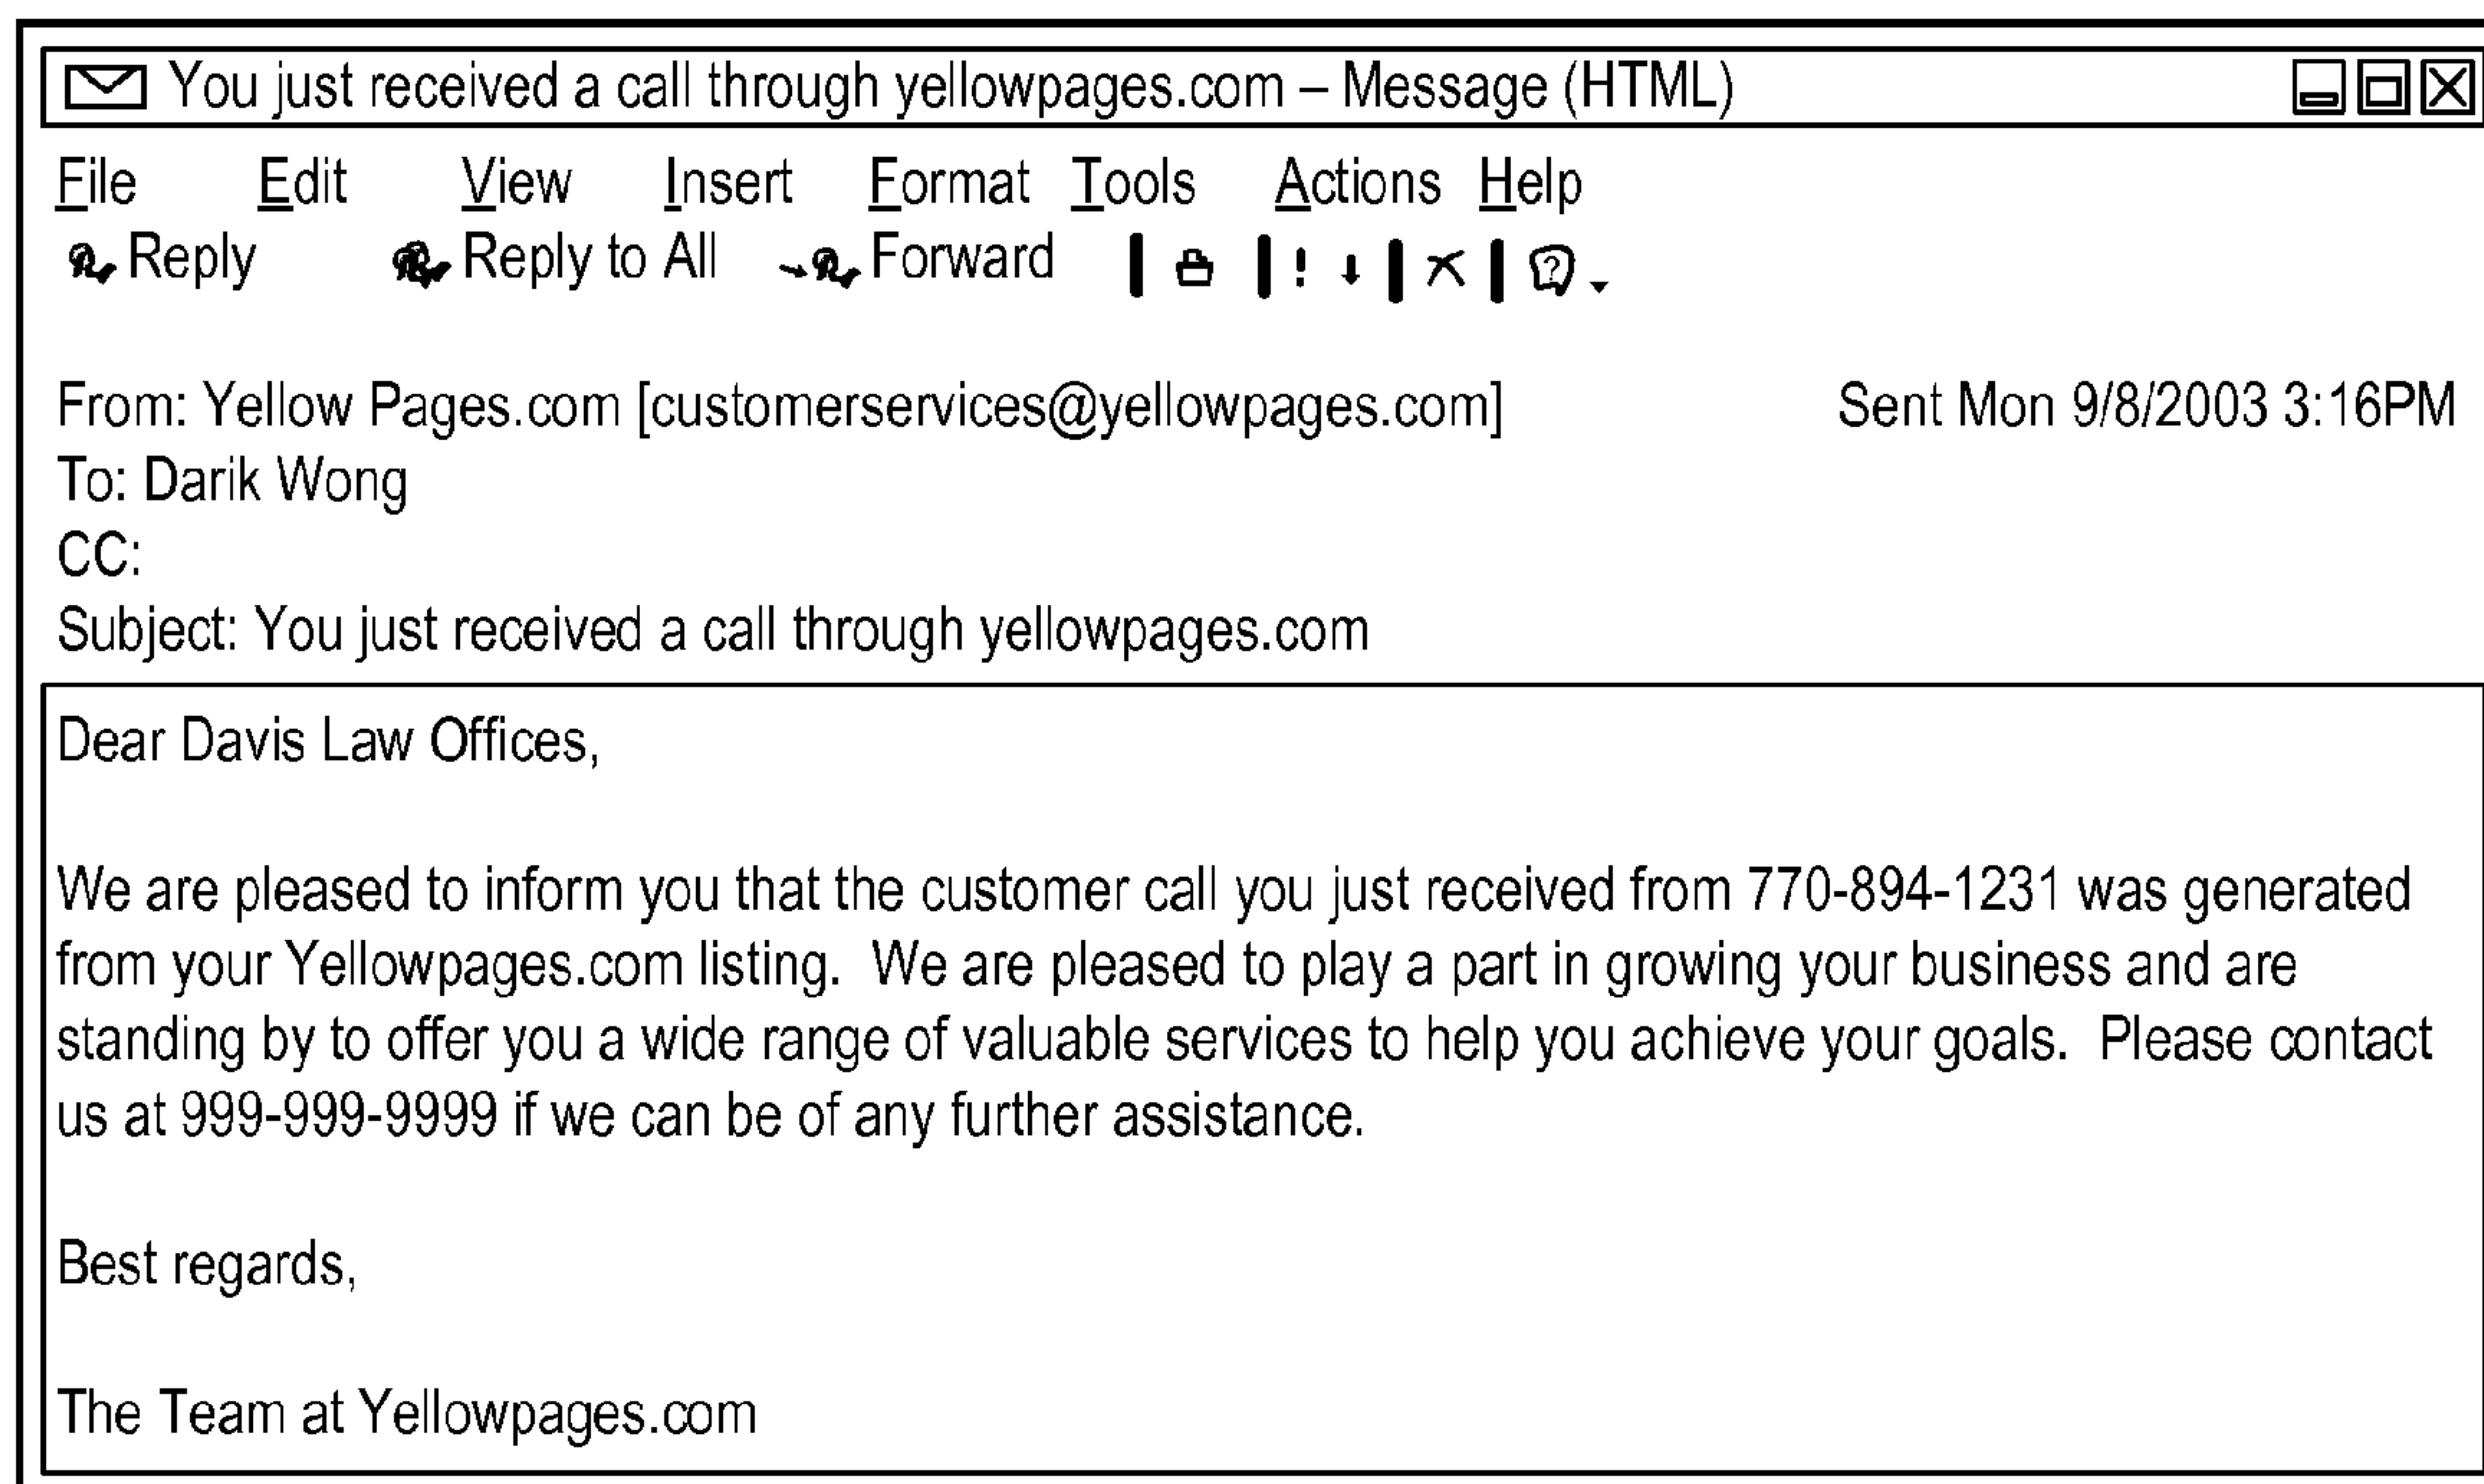 You just received a call through yellowpages.com – Message (HTML)
File Edit View Insert Format Tools Actions Help
Reply Reply to All Forward
From: Yellow Pages.com [customerservices@yellowpages.com] Sent Mon 9/8/2003 3:16PM
To: Darik Wong
CC:
Subject: You just received a call through yellowpages.com
Dear Davis Law Offices,
We are pleased to inform you that the customer call you just received from 770-894-1231 was generated
from your Yellowpages.com listing.  We are pleased to play a part in growing your business and are
standing by to offer you a wide range of valuable services to help you achieve your goals.  Please contact
us at 999-999-9999 if we can be of any further assistance.
Best regards,
The Team at Yellowpages.com